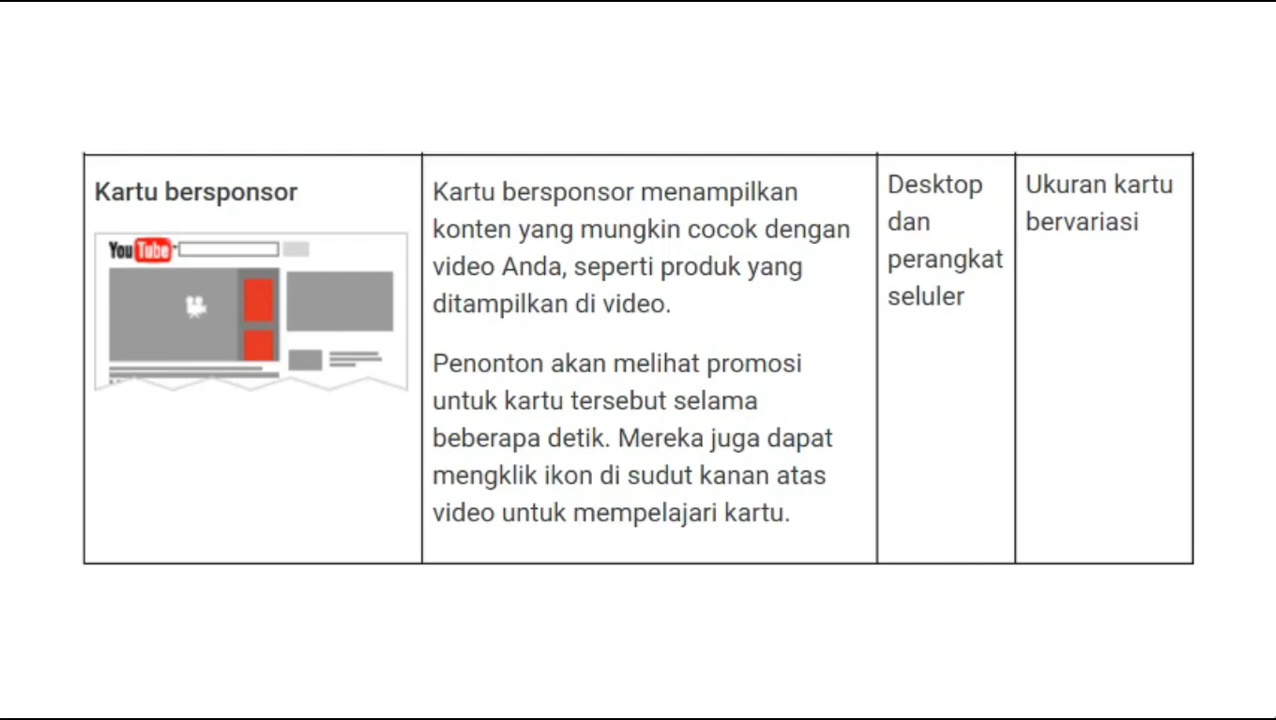 Kartu bersponsor
YouTube
Kartu bersponsor menampilkan
konten yang mungkin cocok dengan
video Anda, seperti produk yang
ditampilkan di video.
Penonton akan melihat promosi
untuk kartu tersebut selama
beberapa detik. Mereka juga dapat
mengklik ikon di sudut kanan atas
video untuk mempelajari kartu.
Desktop
dan
perangkat
seluler
Ukuran kartu
bervariasi